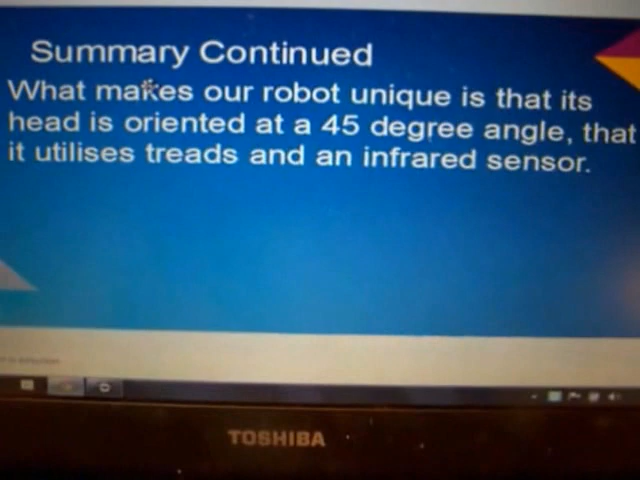 Summary Continued
What makes our robot unique is that its
head is oriented at a 45 degree angle, that
it utilises treads and an infrared sensor.
TOSHIBA